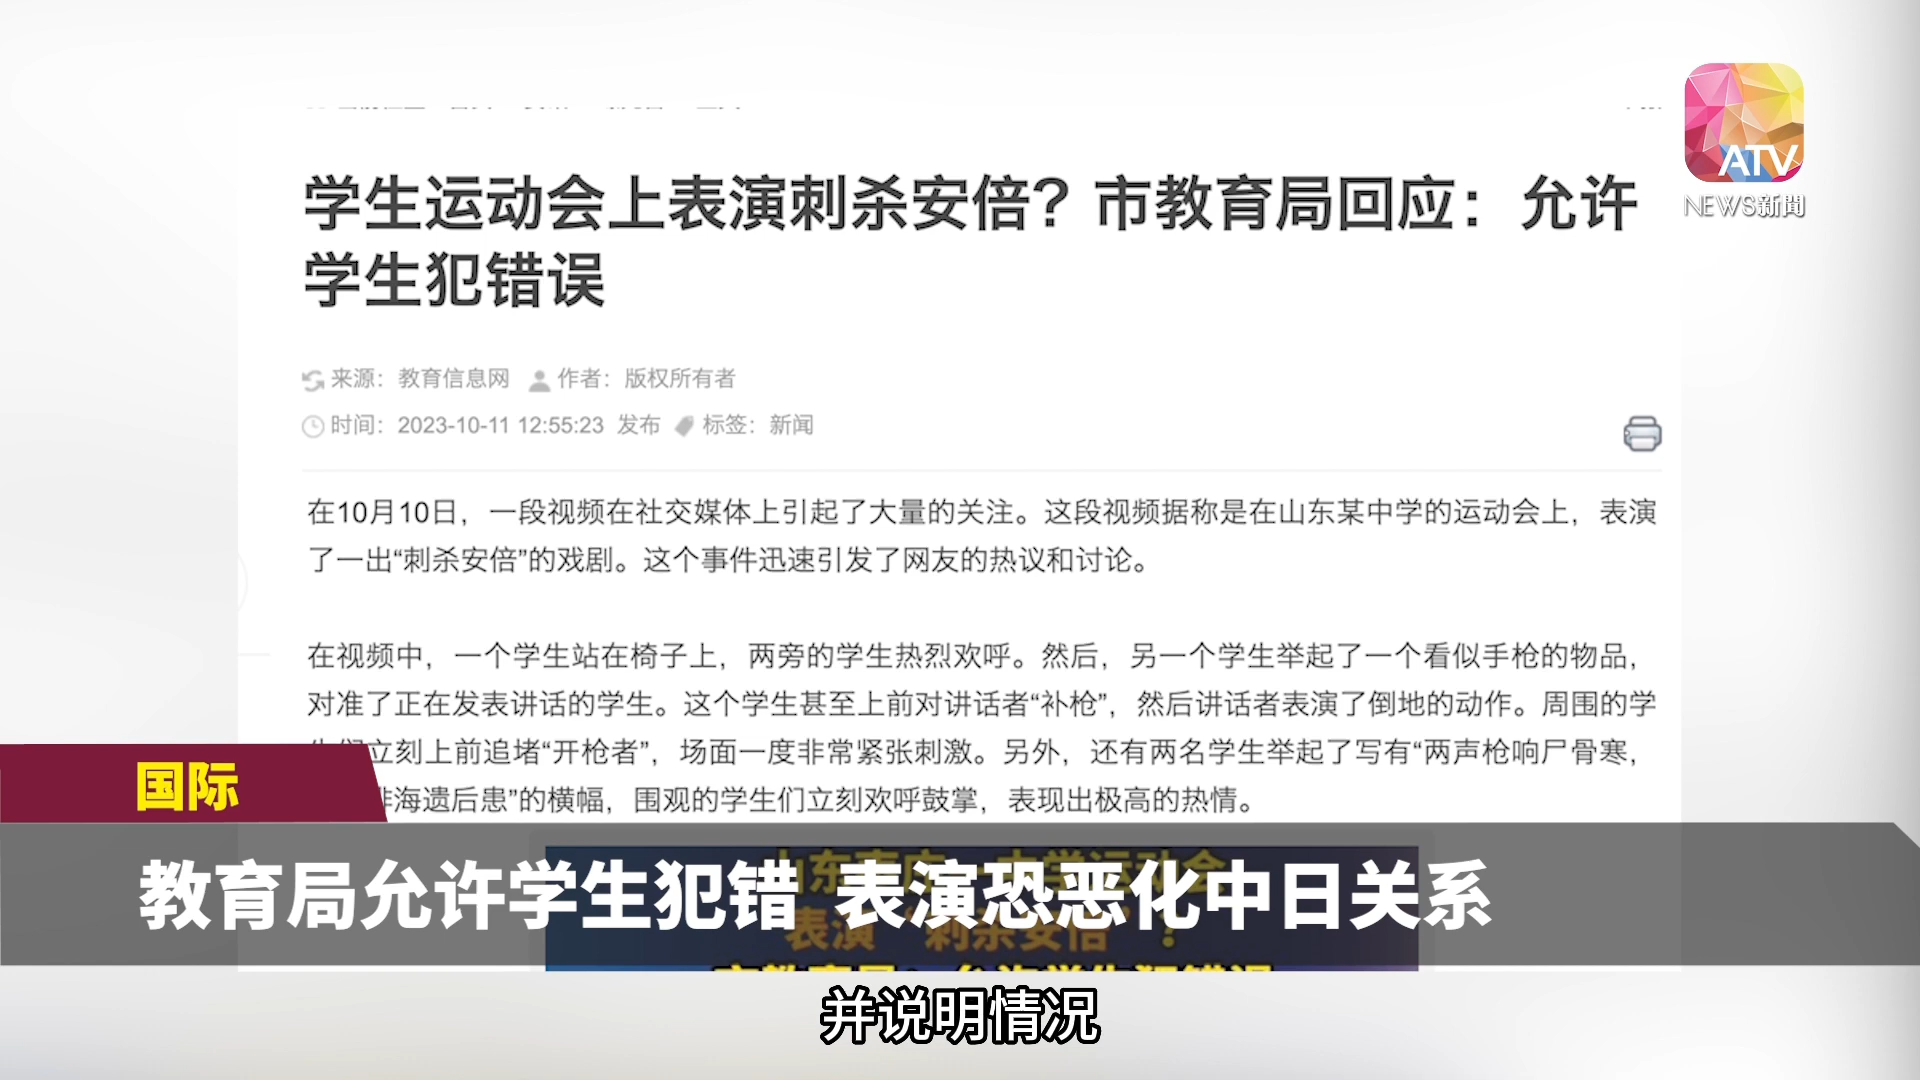 ATV
NEWS新聞
学生运动会上表演刺杀安倍？市教育局回应：允许
学生犯错误
来源：教育信息网 作者：版权所有者
时间：2023-10-11 12:55:23 发布 标签：新闻
在10月10日，一段视频在社交媒体上引起了大量的关注。这段视频据称是在山东某中学的运动会上，表演
了一出“刺杀安倍”的戏剧。这个事件迅速引发了网友的热议和讨论。
在视频中，一个学生站在椅子上，两旁的学生热烈欢呼。然后，另一个学生举起了一个看似手枪的物品，
对准了正在发表讲话的学生。这个学生甚至上前对讲话者“补枪”，然后讲话者表演了倒地的动作。周围的学
生们立刻上前追堵“开枪者”，场面一度非常紧张刺激。另外，还有两名学生举起了写有“两声枪响尸骨寒，
排海遗后患”的横幅，围观的学生们立刻欢呼鼓掌，表现出极高的热情。
国际
教育局允许学生犯错 表演恐恶化中日关系
表演“刺杀安倍”？
并说明情况